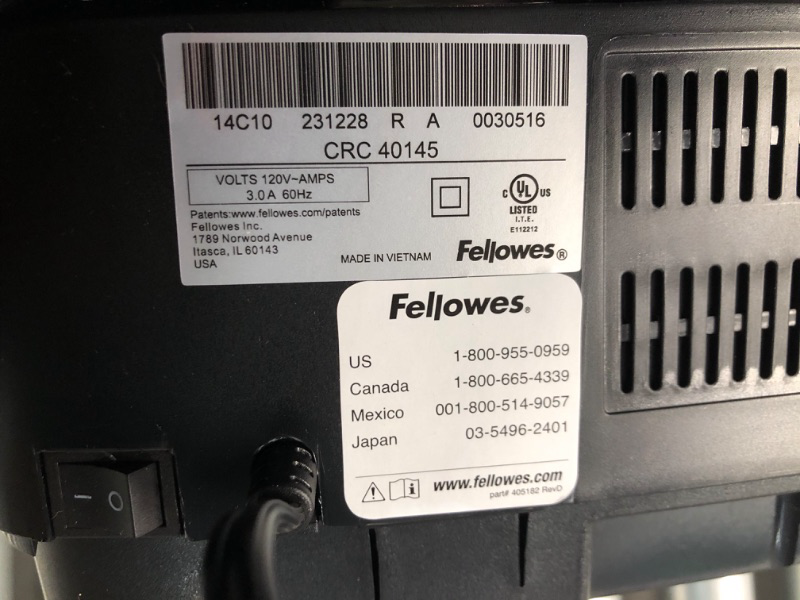 14C10 231228 R A 0030516
CRC 40145
VOLTS 120V~AMPS
3.0 A 60Hz
C UL US
LISTED
I.T.E.
E112212
Patents:www.fellowes.com/patents
Fellowes Inc.
1789 Norwood Avenue
Itasca, IL 60143
USA
MADE IN VIETNAM
Fellowes®
Fellowes®
US 1-800-955-0959
Canada 1-800-665-4339
Mexico 001-800-514-9057
Japan 03-5496-2401
www.fellowes.com
part# 405182 RevD